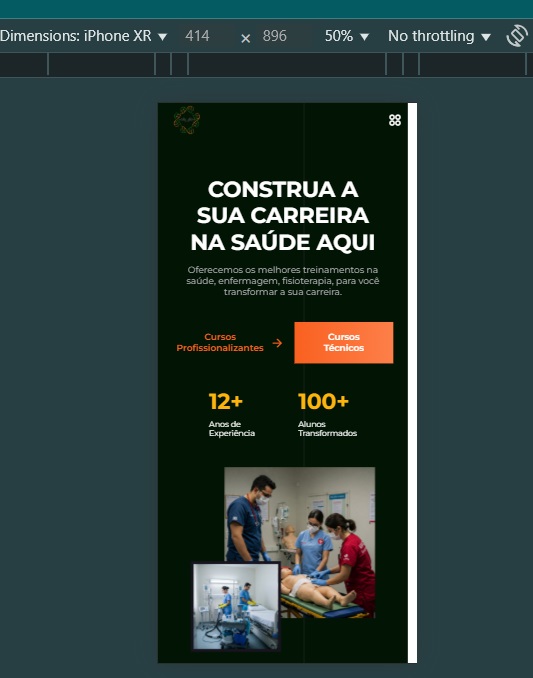 Dimensions: iPhone XR ▼ 414 × 896 50% ▼ No throttling ▼
CONSTRUA A
SUA CARREIRA
NA SAÚDE AQUI
Oferecemos os melhores treinamentos na
saúde, enfermagem, fisioterapia, para você
transformar a sua carreira.
Cursos
Profissionalizantes →
Cursos
Técnicos
12+
Anos de
Experiência
100+
Alunos
Transformados